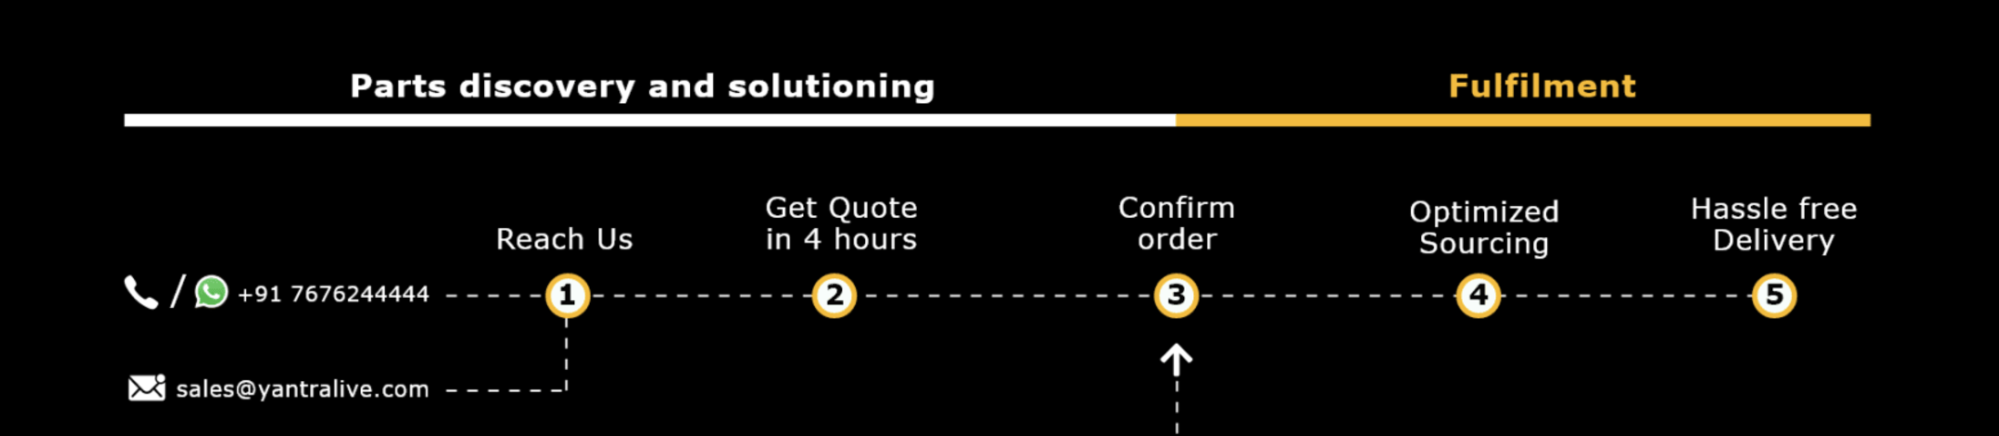 Parts discovery and solutioning
Fulfilment
Reach Us
Get Quote
in 4 hours
Confirm
order
Optimized
Sourcing
Hassle free
Delivery
/ +91 7676244444
1
2
3
4
5
sales@yantralive.com